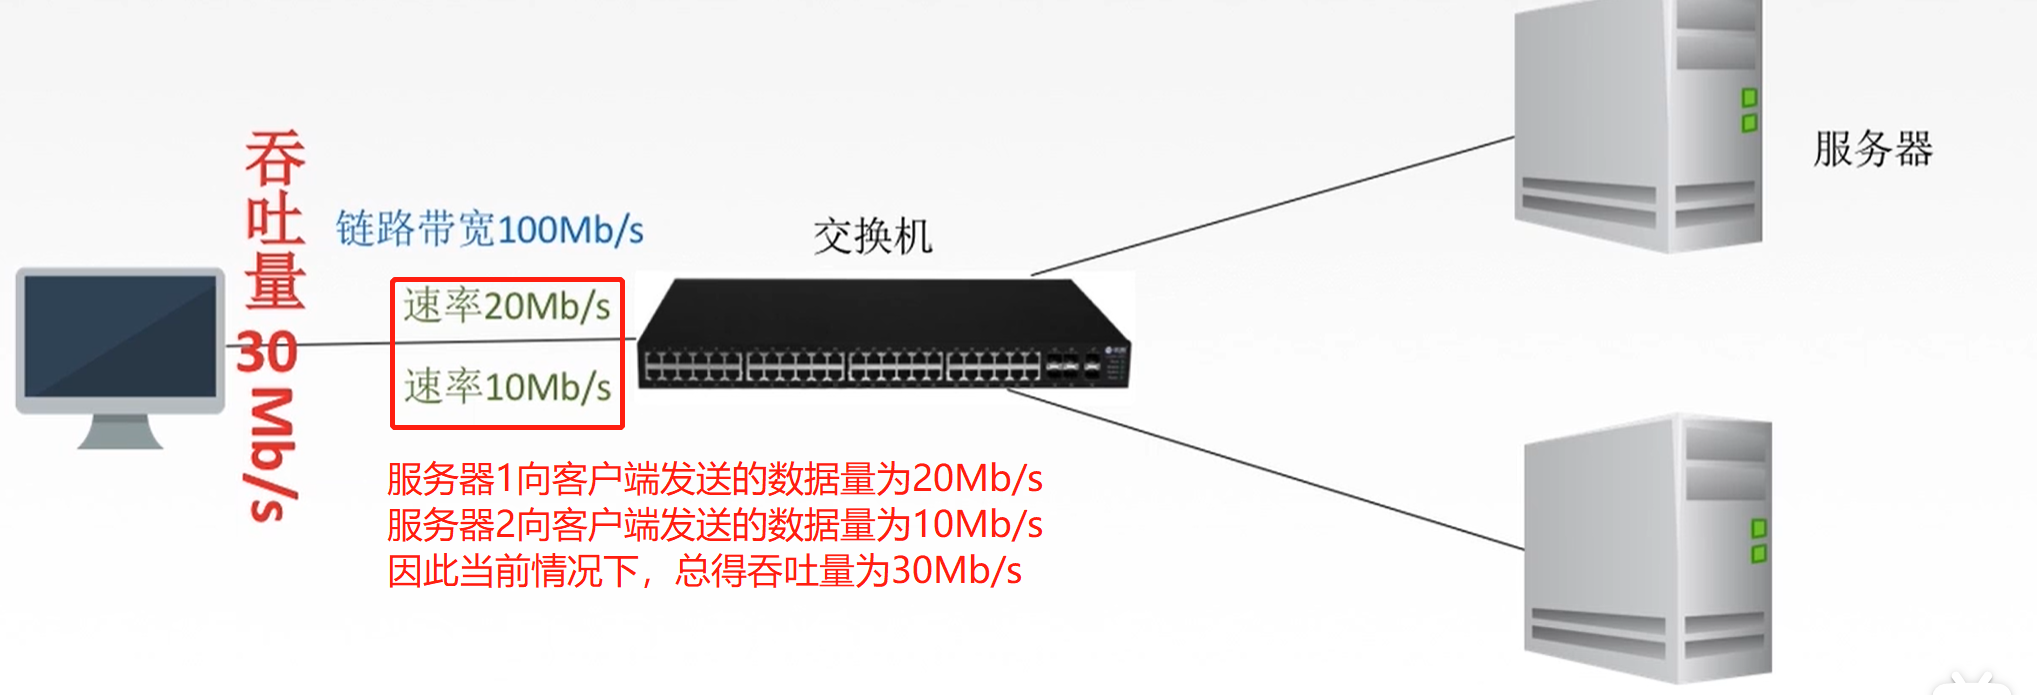 吞吐量 30 Mb/s
链路带宽100Mb/s
速率20Mb/s
速率10Mb/s
交换机
服务器
服务器1向客户端发送的数据量为20Mb/s
服务器2向客户端发送的数据量为10Mb/s
因此当前情况下，总得吞吐量为30Mb/s